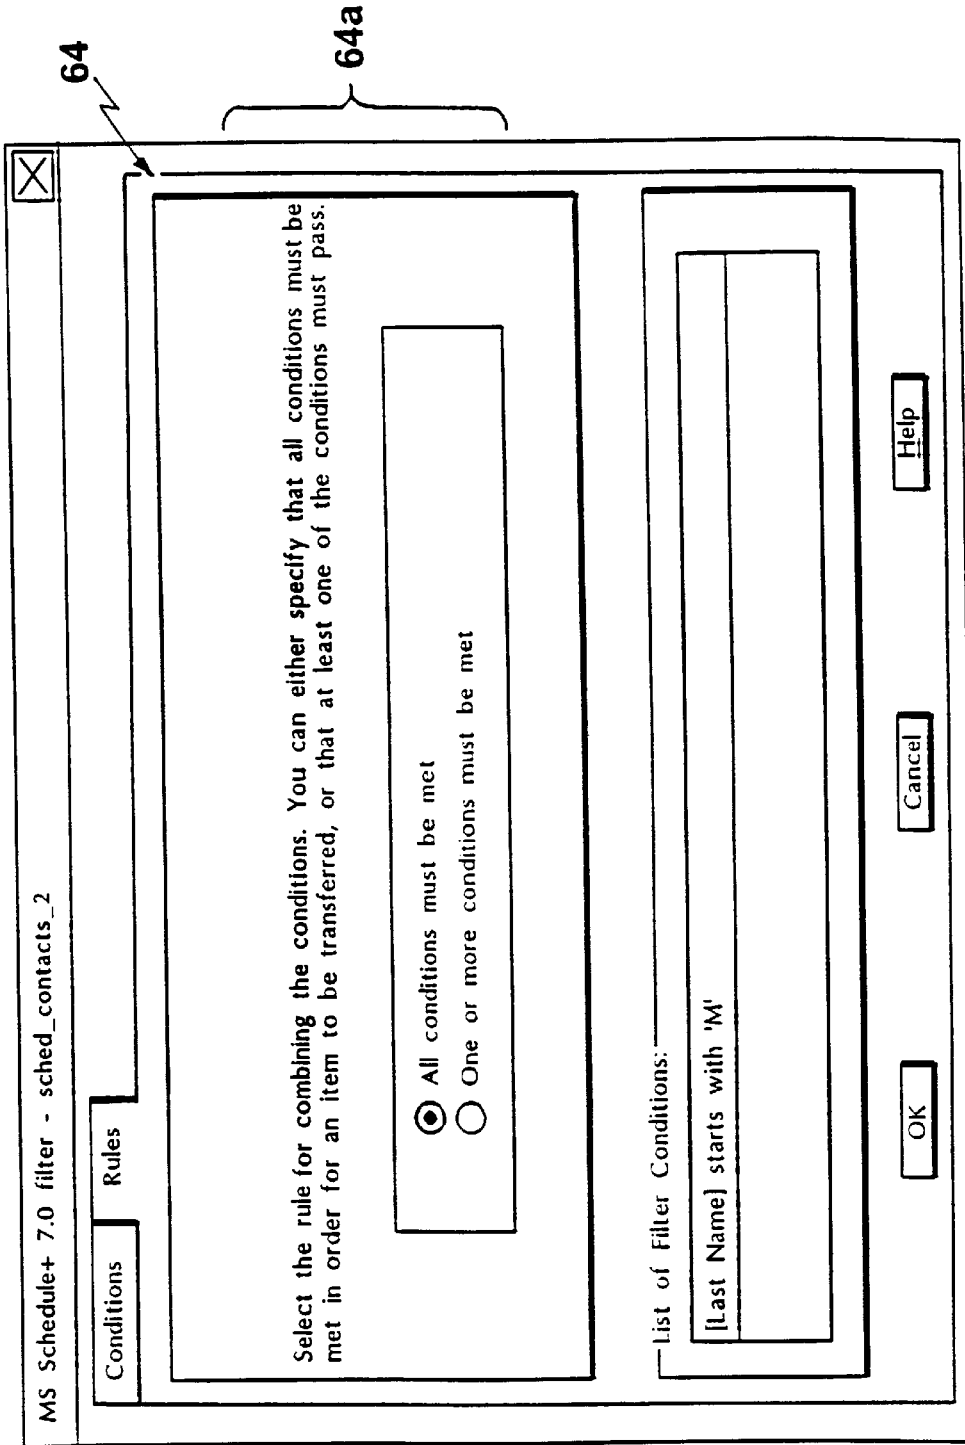 MS Schedule+ 7.0 filter - sched_contacts_2
64
Conditions
Rules
64a
Select the rule for combining the conditions. You can either specify that all conditions must be
met in order for an item to be transferred, or that at least one of the conditions must pass.
All conditions must be met
One or more conditions must be met
List of Filter Conditions:
[Last Name] starts with 'M'
OK
Cancel
Help